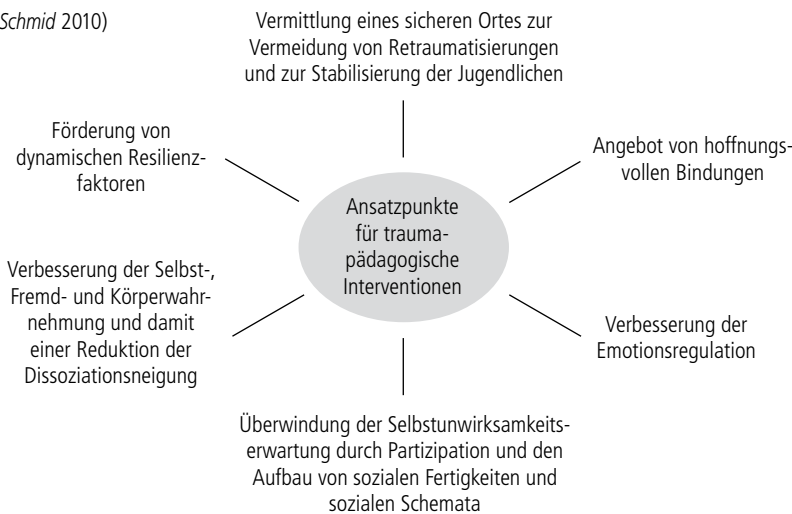 Schmid 2010)
Vermittlung eines sicheren Ortes zur
Vermeidung von Retraumatisierungen
und zur Stabilisierung der Jugendlichen
Förderung von
dynamischen Resilienz-
faktoren
Angebot von hoffnungs-
vollen Bindungen
Ansatzpunkte
für trauma-
pädagogische
Interventionen
Verbesserung der Selbst-,
Fremd- und Körperwahr-
nehmung und damit
einer Reduktion der
Dissoziationsneigung
Verbesserung der
Emotionsregulation
Überwindung der Selbstunwirksamkeits-
erwartung durch Partizipation und den
Aufbau von sozialen Fertigkeiten und
sozialen Schemata